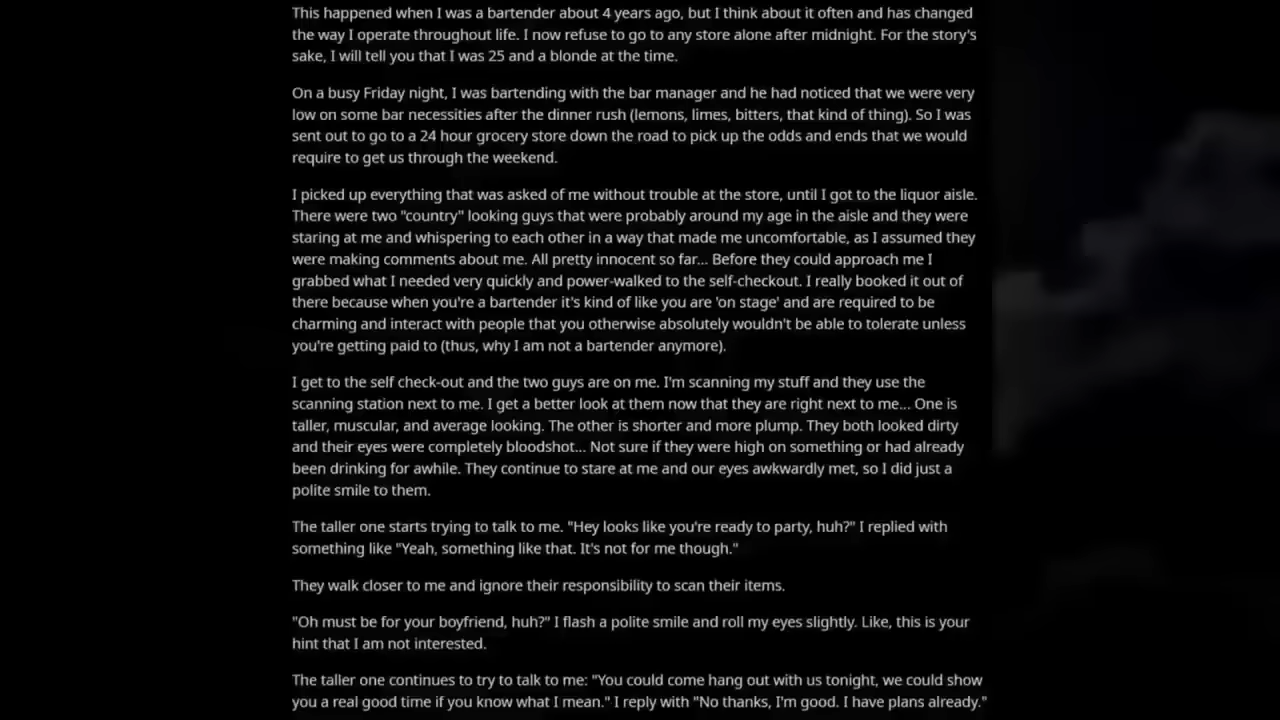 This happened when I was a bartender about 4 years ago, but I think about it often and has changed
the way I operate throughout life. I now refuse to go to any store alone after midnight. For the story's
sake, I will tell you that I was 25 and a blonde at the time.
On a busy Friday night, I was bartending with the bar manager and he had noticed that we were very
low on some bar necessities after the dinner rush (lemons, limes, bitters, that kind of thing). So I was
sent out to go to a 24 hour grocery store down the road to pick up the odds and ends that we would
require to get us through the weekend.
I picked up everything that was asked of me without trouble at the store, until I got to the liquor aisle.
There were two "country" looking guys that were probably around my age in the aisle and they were
staring at me and whispering to each other in a way that made me uncomfortable, as I assumed they
were making comments about me. All pretty innocent so far... Before they could approach me I
grabbed what I needed very quickly and power-walked to the self-checkout. I really booked it out of
there because when you're a bartender it's kind of like you are 'on stage' and are required to be
charming and interact with people that you otherwise absolutely wouldn't be able to tolerate unless
you're getting paid to (thus, why I am not a bartender anymore).
I get to the self check-out and the two guys are on me. I'm scanning my stuff and they use the
scanning station next to me. I get a better look at them now that they are right next to me... One is
taller, muscular, and average looking. The other is shorter and more plump. They both looked dirty
and their eyes were completely bloodshot... Not sure if they were high on something or had already
been drinking for awhile. They continue to stare at me and our eyes awkwardly met, so I did just a
polite smile to them.
The taller one starts trying to talk to me. "Hey looks like you're ready to party, huh?" I replied with
something like "Yeah, something like that. It's not for me though."
They walk closer to me and ignore their responsibility to scan their items.
"Oh must be for your boyfriend, huh?" I flash a polite smile and roll my eyes slightly. Like, this is your
hint that I am not interested.
The taller one continues to try to talk to me: "You could come hang out with us tonight, we could show
you a real good time if you know what I mean." I reply with "No thanks, I'm good. I have plans already."